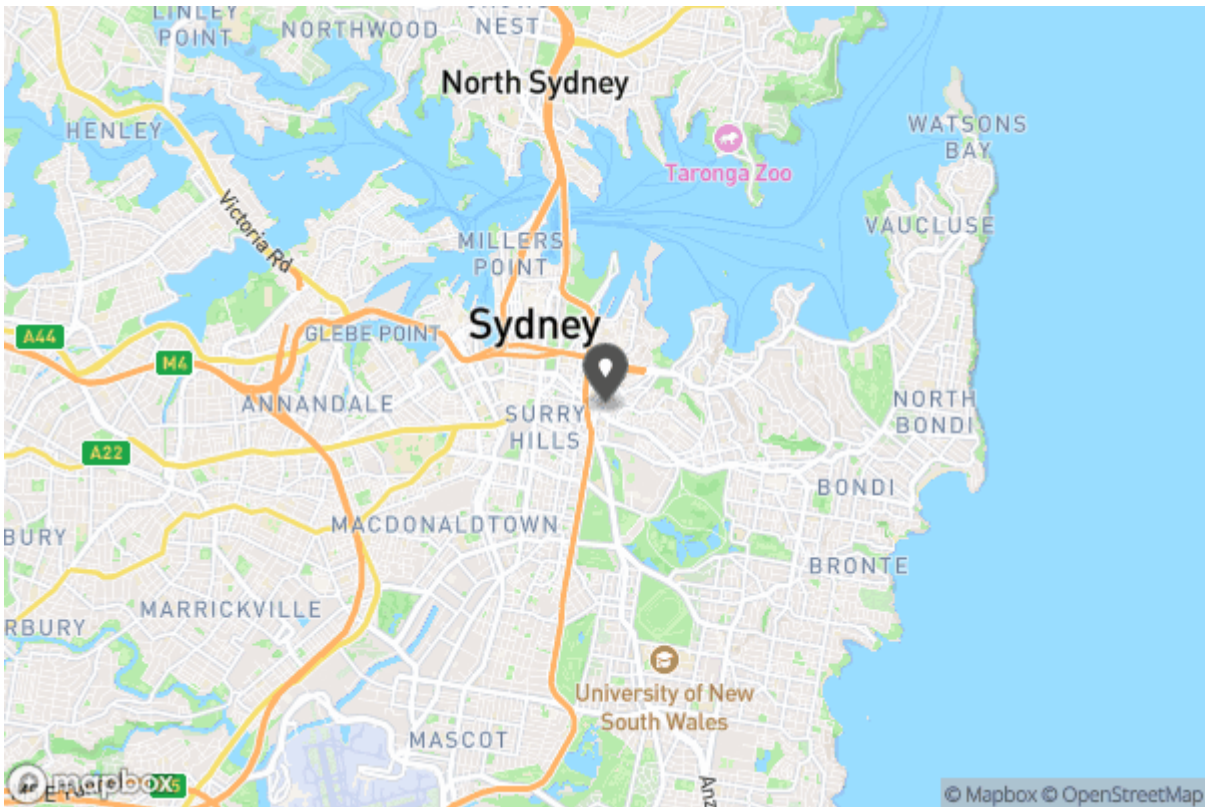 LINLEY
POINT
NORTHWOOD
NEST
North Sydney
HENLEY
WATSONS
BAY
Taronga Zoo
Victoria Rd
VAUCLUSE
MILLERS
POINT
Sydney
GLEBE POINT
A44
M4
ANNANDALE
SURRY
HILLS
NORTH
BONDI
A22
BONDI
MACDONALDTOWN
BURY
BRONTE
MARRICKVILLE
RBURY
University of New
South Wales
MASCOT
mapbox
© Mapbox © OpenStreetMap